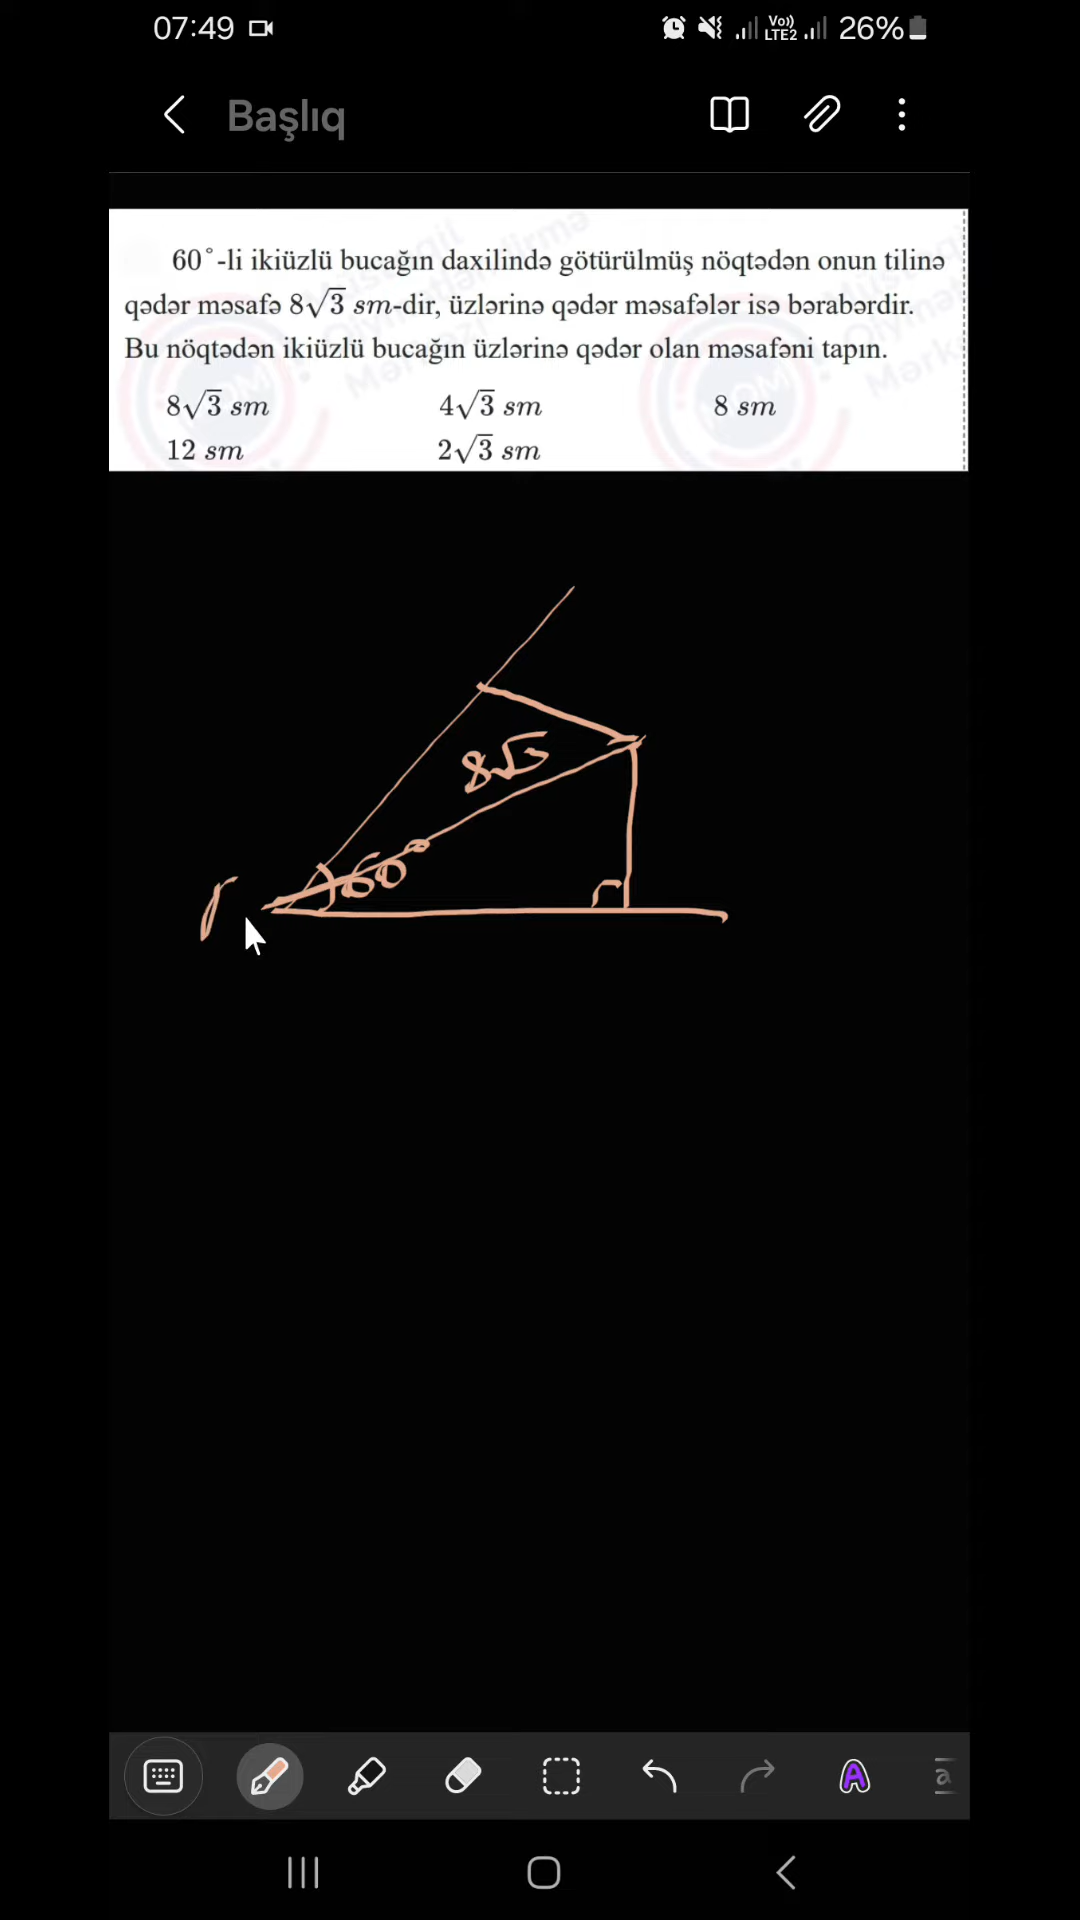 07:49 Vo)) LTE2 26%
Başlıq
60°-li ikiüzlü bucağın daxilində götürülmüş nöqtədən onun tilinə
qədər məsafə 8√3 sm-dir, üzlərinə qədər məsafələr isə bərabərdir.
Bu nöqtədən ikiüzlü bucağın üzlərinə qədər olan məsafəni tapın.
8√3 sm 4√3 sm 8 sm
12 sm 2√3 sm
8√3
60°
A a